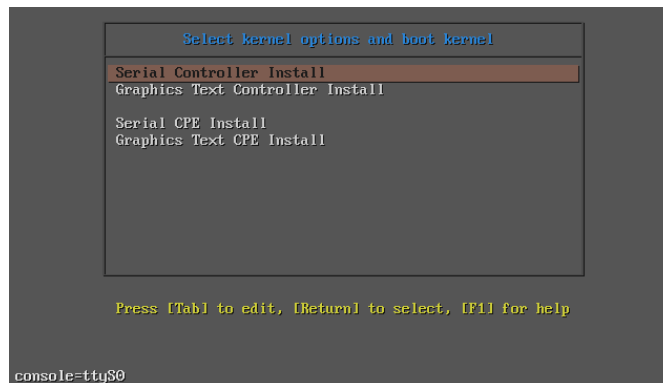 Select kernel options and boot kernel
Serial Controller Install
Graphics Text Controller Install
Serial CPE Install
Graphics Text CPE Install
Press [Tab] to edit, [Return] to select, [F1] for help
console=ttyS0